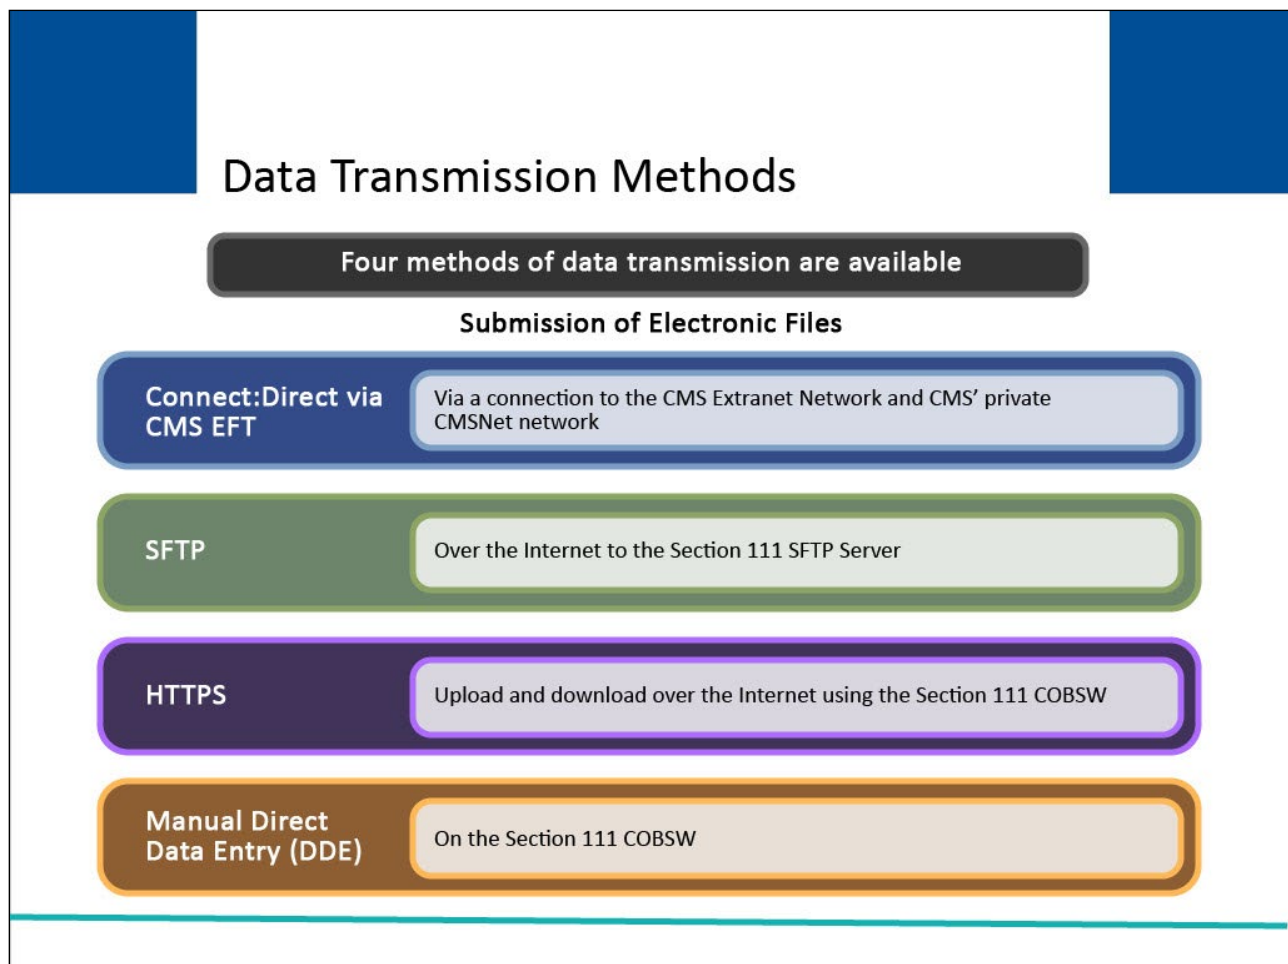 Data Transmission Methods
Four methods of data transmission are available
Submission of Electronic Files
Connect:Direct via
CMS EFT
Via a connection to the CMS Extranet Network and CMS’ private
CMSNet network
SFTP
Over the Internet to the Section 111 SFTP Server
HTTPS
Upload and download over the Internet using the Section 111 COBSW
Manual Direct
Data Entry (DDE)
On the Section 111 COBSW